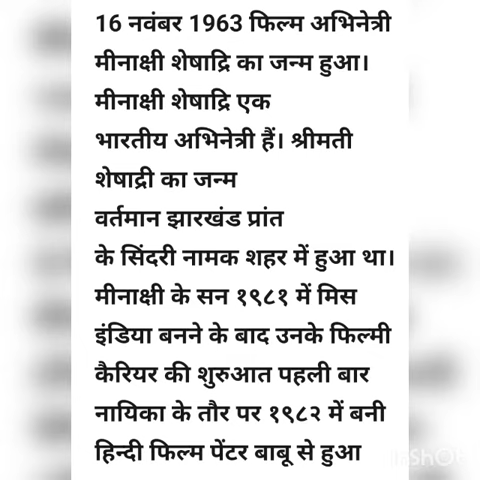 16 नवंबर 1963 फिल्म अभिनेत्री
मीनाक्षी शेषाद्रि का जन्म हुआ।
मीनाक्षी शेषाद्रि एक
भारतीय अभिनेत्री हैं। श्रीमती
शेषाद्री का जन्म
वर्तमान झारखंड प्रांत
के सिंदरी नामक शहर में हुआ था।
मीनाक्षी के सन १९८१ में मिस
इंडिया बनने के बाद उनके फिल्मी
कैरियर की शुरुआत पहली बार
नायिका के तौर पर १९८२ में बनी
हिन्दी फिल्म पेंटर बाबू से हुआ